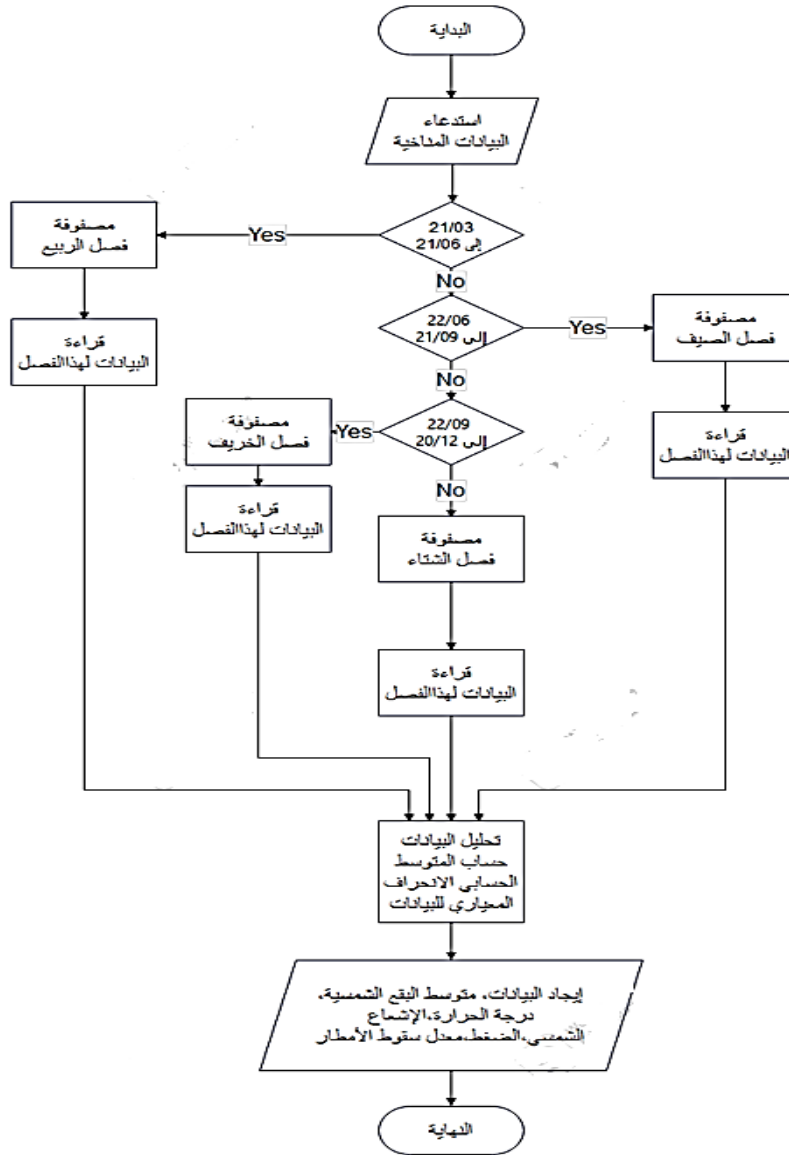 البداية
استدعاء
البيانات المناخية
21/03
إلى 21/06
Yes
مصفوفة
فصل الربيع
قراءة
البيانات لهذاالفصل
No
22/06
إلى 21/09
Yes
مصفوفة
فصل الصيف
قراءة
البيانات لهذاالفصل
No
22/09
إلى 20/12
Yes
مصفوفة
فصل الخريف
قراءة
البيانات لهذاالفصل
No
مصفوفة
فصل الشتاء
قراءة
البيانات لهذاالفصل
تحليل البيانات
حساب المتوسط
الحسابي الانحراف
المعياري للبيانات
إيجاد البيانات، متوسط البقع الشمسية،
درجة الحرارة،الإشعاع
الشمسي،الضغط،معدل سقوط الأمطار
النهاية